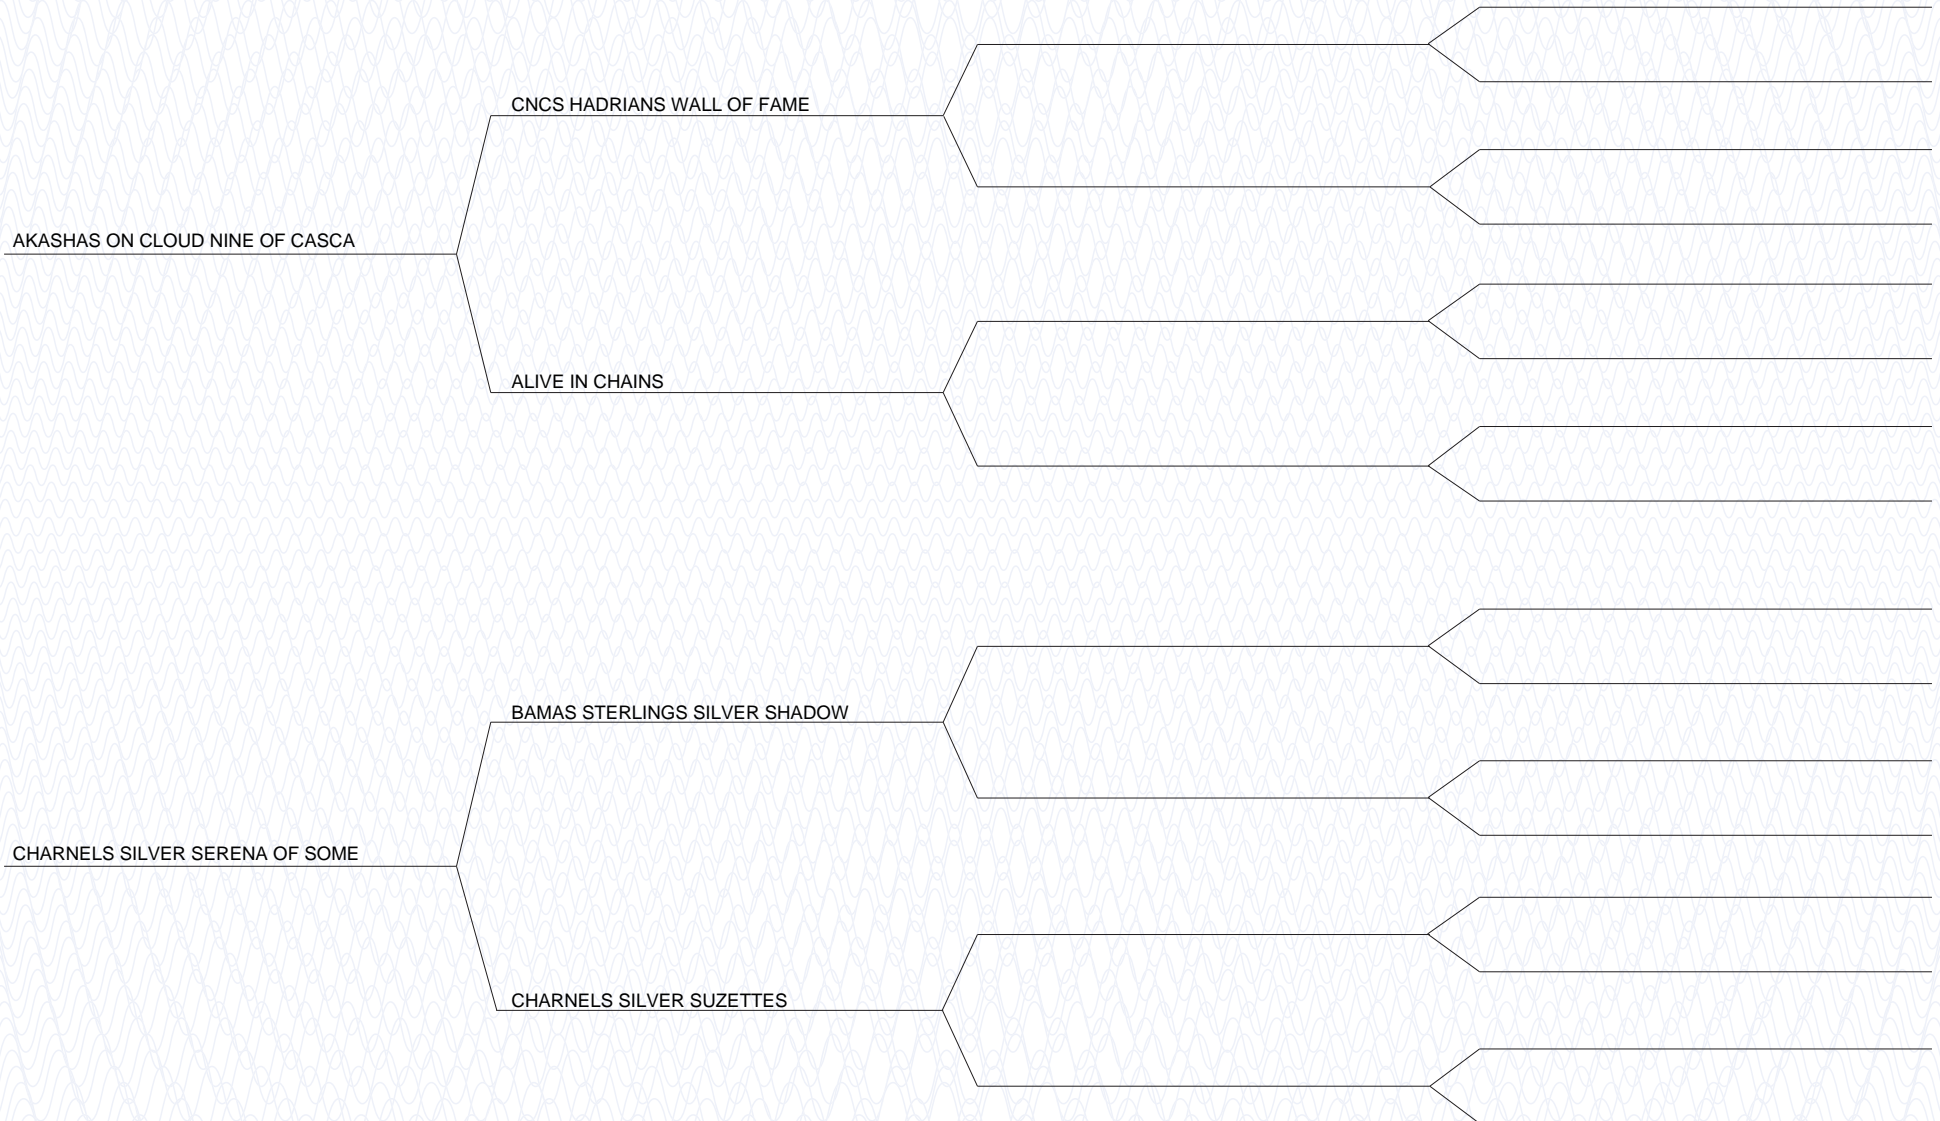 CNCS HADRIANS WALL OF FAME
AKASHAS ON CLOUD NINE OF CASCA
ALIVE IN CHAINS
BAMAS STERLINGS SILVER SHADOW
CHARNELS SILVER SERENA OF SOME
CHARNELS SILVER SUZETTES